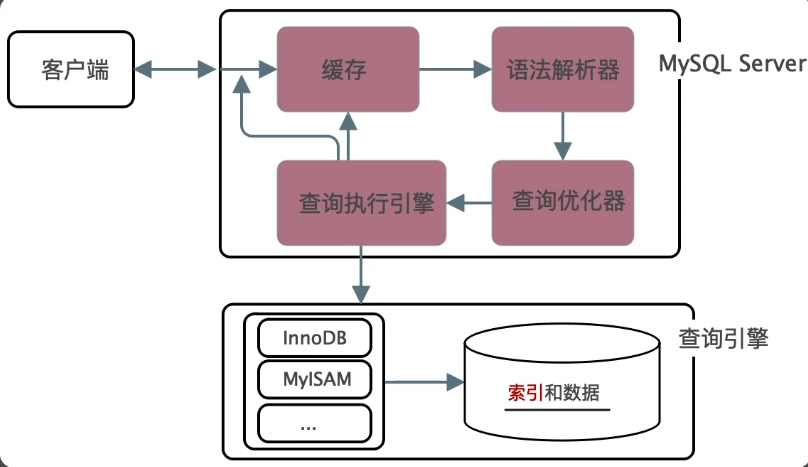 客户端
缓存
语法解析器
MySQL Server
查询执行引擎
查询优化器
InnoDB
MyISAM
...
索引和数据
查询引擎